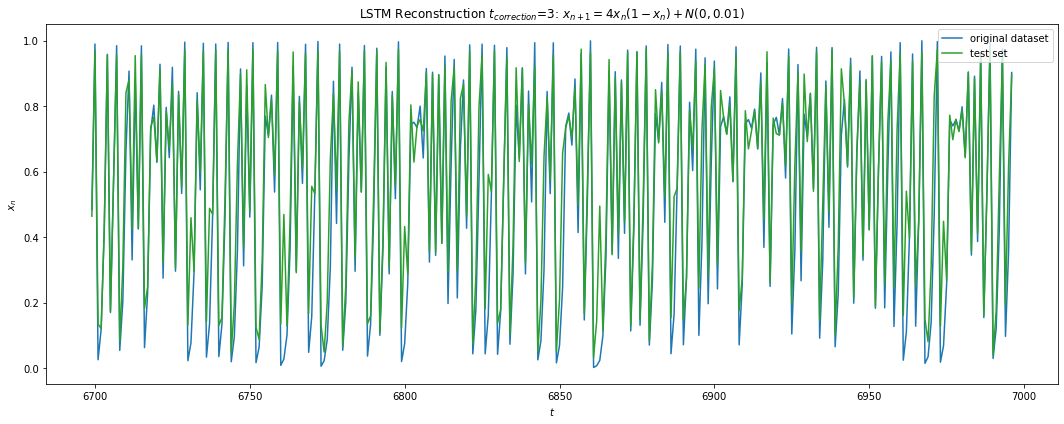 LSTM Reconstruction t_correction=3: x_{n+1} = 4x_n(1 − x_n) + N(0, 0.01)
original dataset
test set
x_n
1.0
0.8
0.6
0.4
0.2
0.0
6700 6750 6800 6850 6900 6950 7000
t